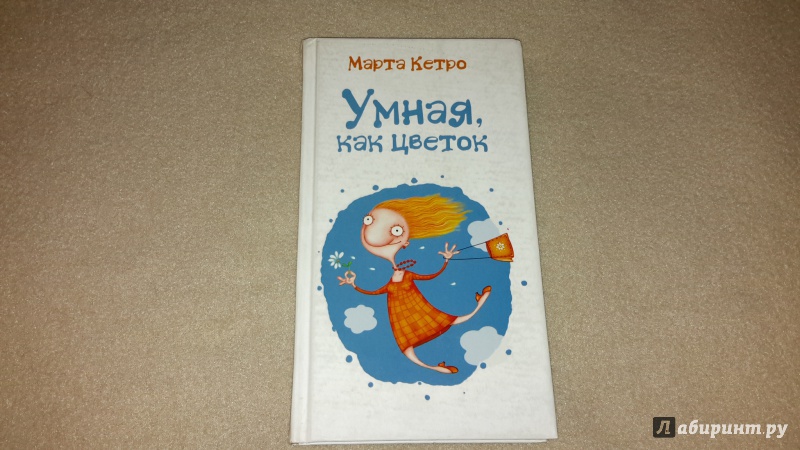 Марта Кетро
Умная,
как цветок
Лабиринт.ру